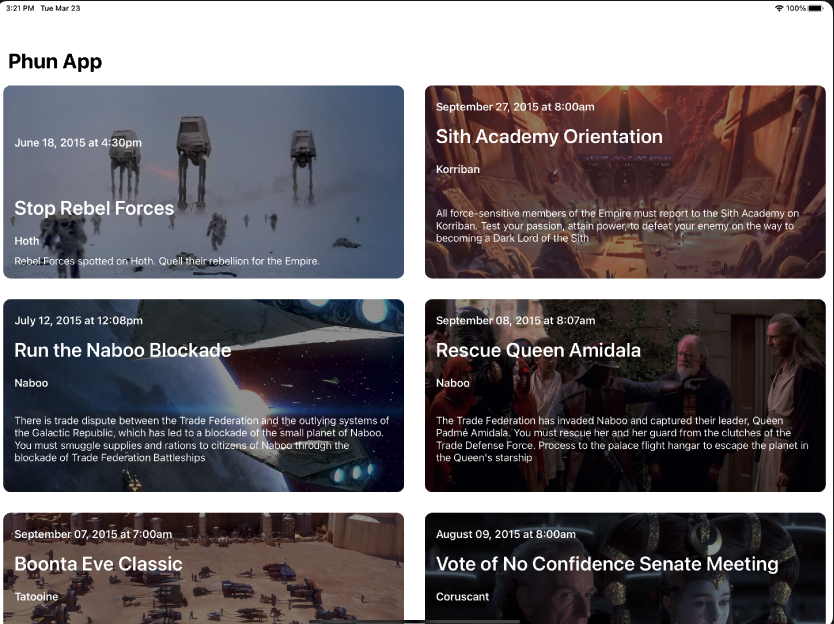 3:21 PM Tue Mar 23
100%
Phun App
June 18, 2015 at 4:30pm
Stop Rebel Forces
Hoth
Rebel Forces spotted on Hoth. Quell their rebellion for the Empire.
September 27, 2015 at 8:00am
Sith Academy Orientation
Korriban
All force-sensitive members of the Empire must report to the Sith Academy on
Korriban. Test your passion, attain power, to defeat your enemy on the way to
becoming a Dark Lord of the Sith
July 12, 2015 at 12:08pm
Run the Naboo Blockade
Naboo
There is trade dispute between the Trade Federation and the outlying systems of
the Galactic Republic, which has led to a blockade of the small planet of Naboo.
You must smuggle supplies and rations to citizens of Naboo through the
blockade of Trade Federation Battleships
September 08, 2015 at 8:07am
Rescue Queen Amidala
Naboo
The Trade Federation has invaded Naboo and captured their leader, Queen
Padmé Amidala. You must rescue her and her guard from the clutches of the
Trade Defense Force. Process to the palace flight hangar to escape the planet in
the Queen's starship
September 07, 2015 at 7:00am
Boonta Eve Classic
Tatooine
August 09, 2015 at 8:00am
Vote of No Confidence Senate Meeting
Coruscant